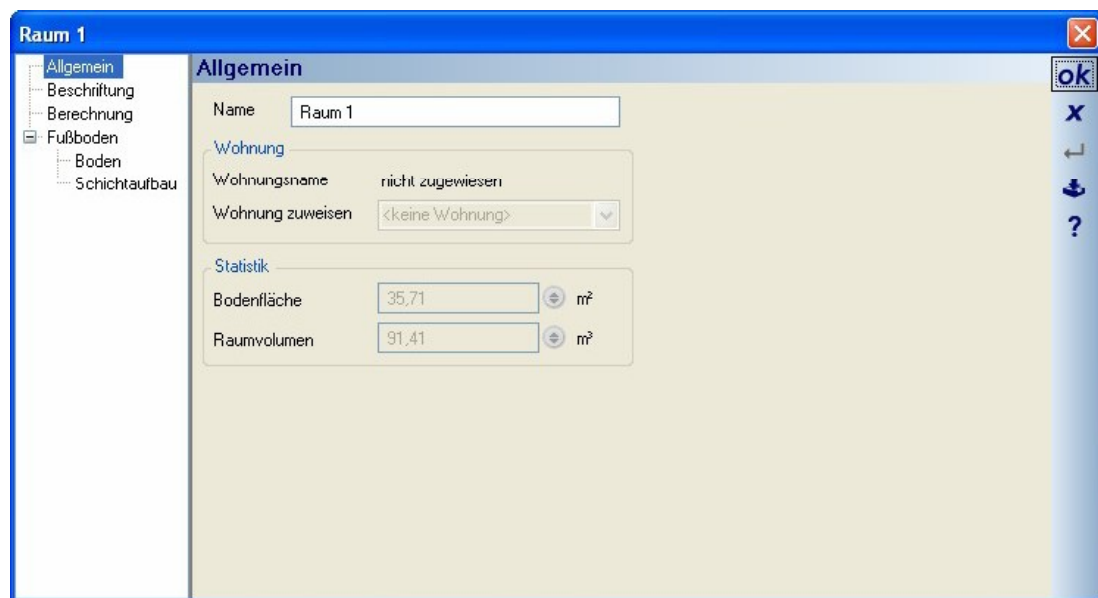 Raum 1
Allgemein
Beschriftung
Berechnung
Fußboden
Boden
Schichtaufbau
Allgemein
Name Raum 1
Wohnung
Wohnungsname nicht zugewiesen
Wohnung zuweisen <keine Wohnung>
Statistik
Bodenfläche 35,71 m²
Raumvolumen 91,41 m³
ok
x
?